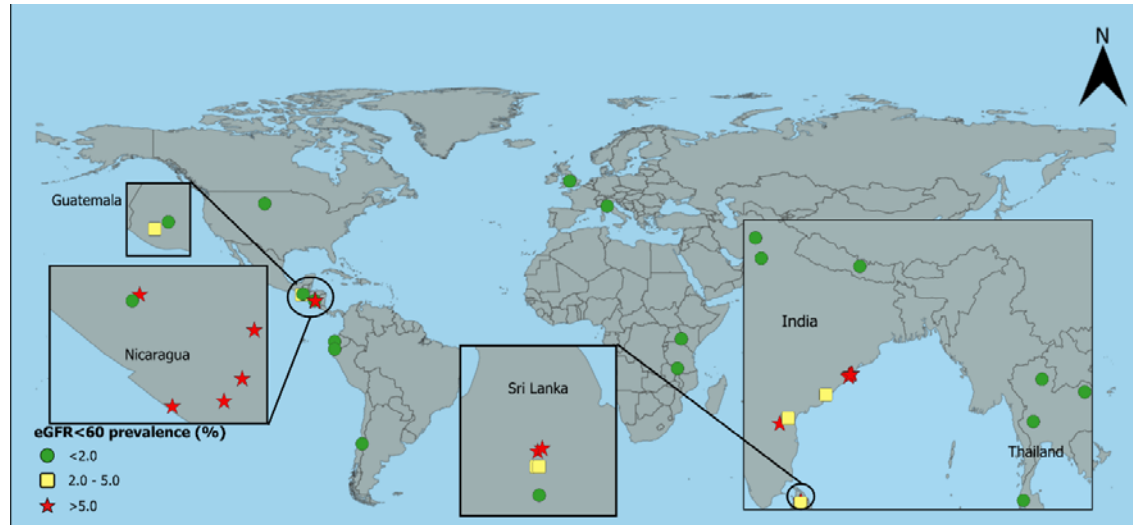 N
Guatemala
Nicaragua
Sri Lanka
India
Thailand
eGFR<60 prevalence (%)
<2.0
2.0 - 5.0
>5.0